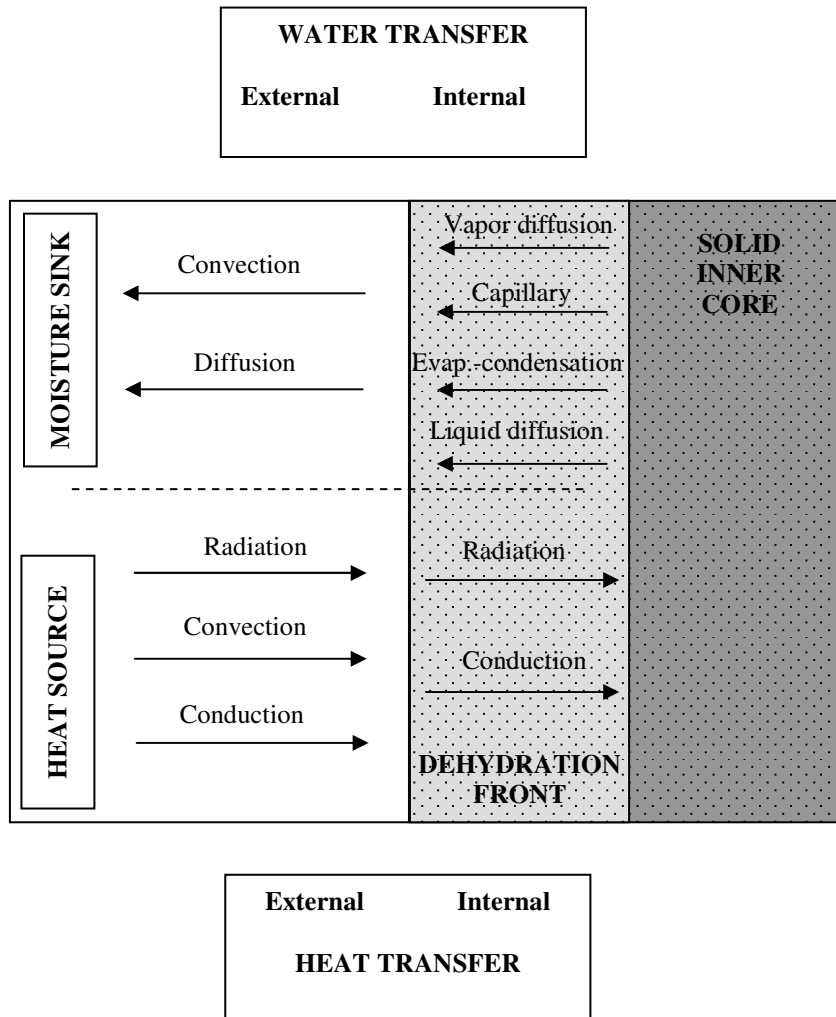 WATER TRANSFER
External Internal
MOISTURE SINK
Convection
Diffusion
Vapor diffusion
Capillary
Evap.-condensation
Liquid diffusion
SOLID
INNER
CORE
HEAT SOURCE
Radiation
Convection
Conduction
Radiation
Conduction
DEHYDRATION
FRONT
External Internal
HEAT TRANSFER